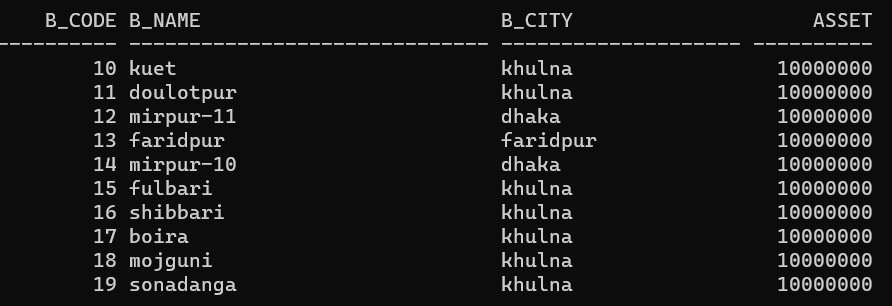 B_CODE B_NAME B_CITY ASSET
---------- ------------------------------ -------------------- ----------
10 kuet khulna 10000000
11 doulotpur khulna 10000000
12 mirpur-11 dhaka 10000000
13 faridpur faridpur 10000000
14 mirpur-10 dhaka 10000000
15 fulbari khulna 10000000
16 shibbari khulna 10000000
17 boira khulna 10000000
18 mojguni khulna 10000000
19 sonadanga khulna 10000000